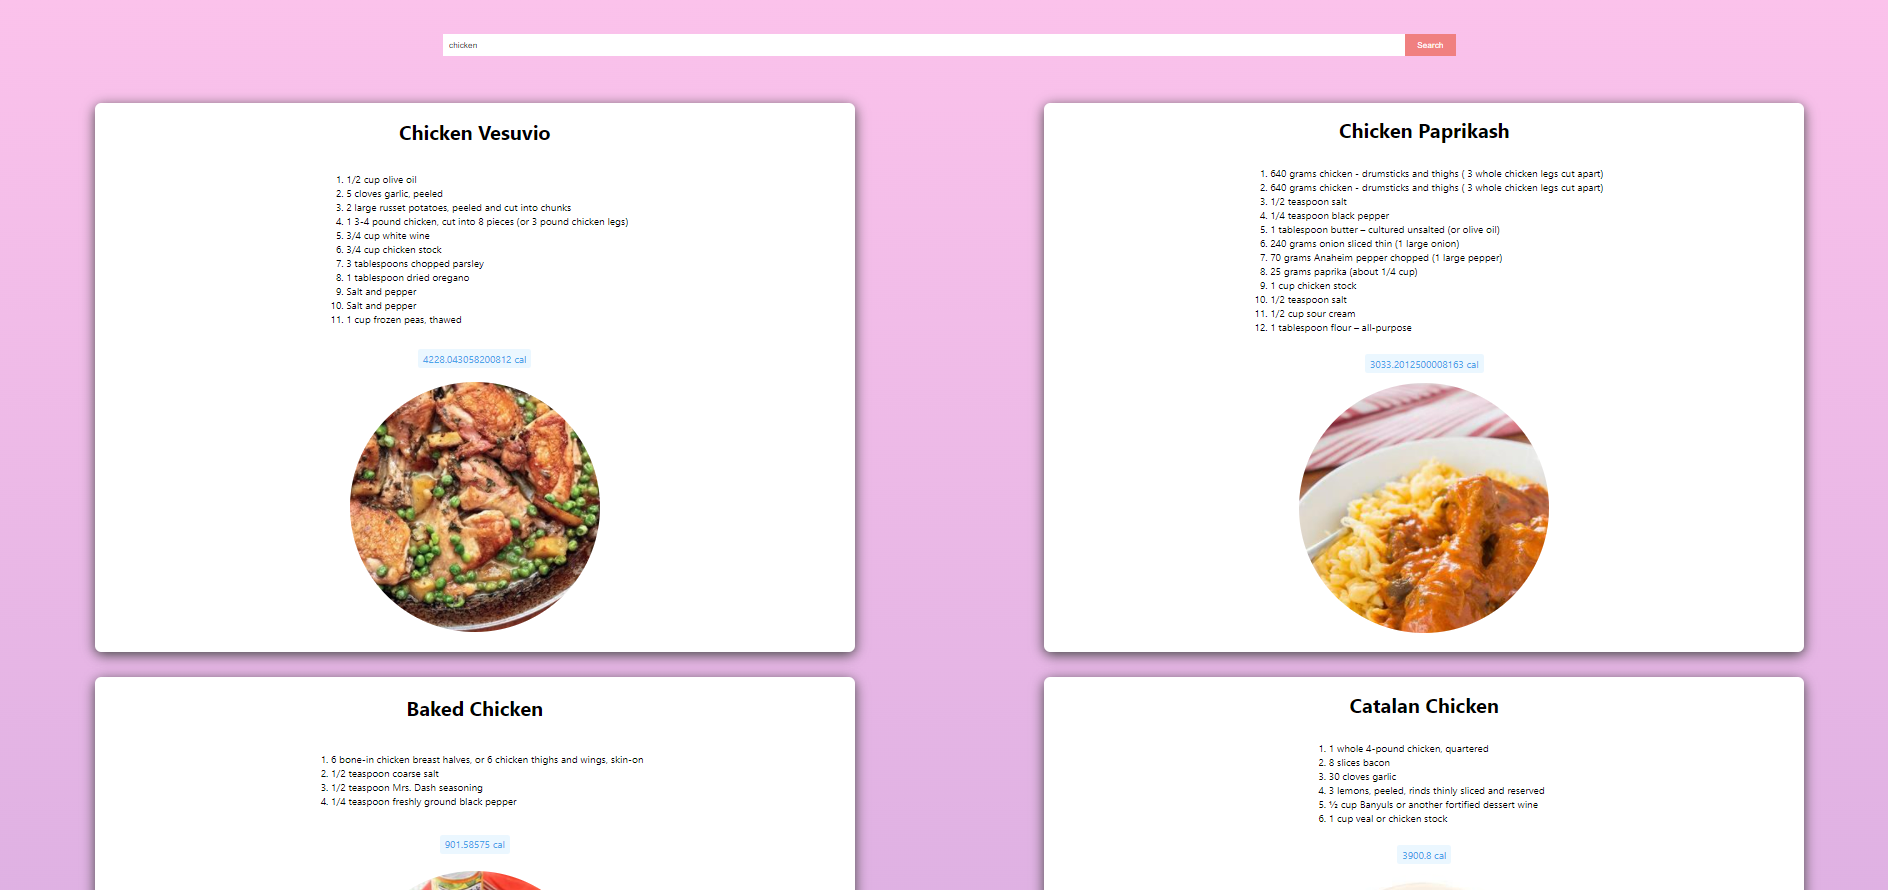 chicken
Search
Chicken Vesuvio
1. 1/2 cup olive oil
2. 5 cloves garlic, peeled
3. 2 large russet potatoes, peeled and cut into chunks
4. 1 3-4 pound chicken, cut into 8 pieces (or 3 pound chicken legs)
5. 3/4 cup white wine
6. 3/4 cup chicken stock
7. 3 tablespoons chopped parsley
8. 1 tablespoon dried oregano
9. Salt and pepper
10. Salt and pepper
11. 1 cup frozen peas, thawed
4228.043058200812 cal
Chicken Paprikash
1. 640 grams chicken - drumsticks and thighs ( 3 whole chicken legs cut apart)
2. 640 grams chicken - drumsticks and thighs ( 3 whole chicken legs cut apart)
3. 1/2 teaspoon salt
4. 1/4 teaspoon black pepper
5. 1 tablespoon butter – cultured unsalted (or olive oil)
6. 240 grams onion sliced thin (1 large onion)
7. 70 grams Anaheim pepper chopped (1 large pepper)
8. 25 grams paprika (about 1/4 cup)
9. 1 cup chicken stock
10. 1/2 teaspoon salt
11. 1/2 cup sour cream
12. 1 tablespoon flour – all-purpose
3033.2012500008163 cal
Baked Chicken
1. 6 bone-in chicken breast halves, or 6 chicken thighs and wings, skin-on
2. 1/2 teaspoon coarse salt
3. 1/2 teaspoon Mrs. Dash seasoning
4. 1/4 teaspoon freshly ground black pepper
901.58575 cal
Catalan Chicken
1. 1 whole 4-pound chicken, quartered
2. 8 slices bacon
3. 30 cloves garlic
4. 3 lemons, peeled, rinds thinly sliced and reserved
5. ½ cup Banyuls or another fortified dessert wine
6. 1 cup veal or chicken stock
3900.8 cal